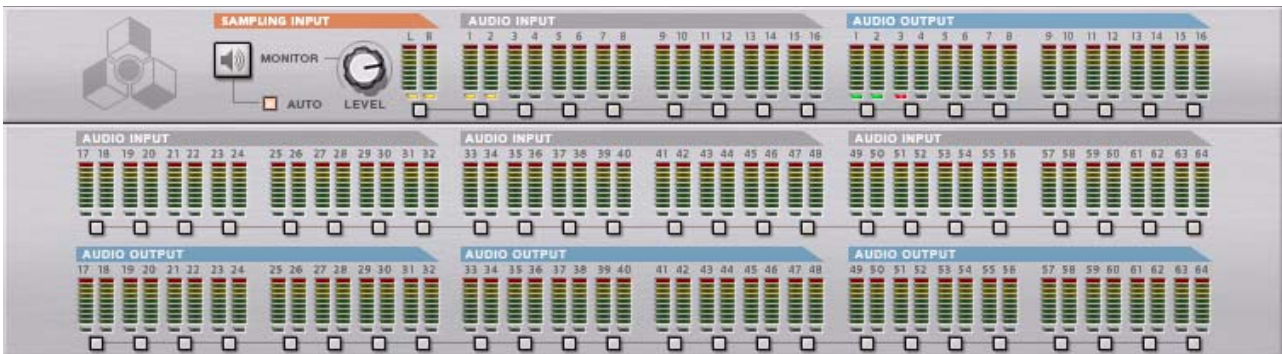 SAMPLING INPUT AUDIO INPUT AUDIO OUTPUT
L R 1 2 3 4 5 6 7 8 9 10 11 12 13 14 15 16 1 2 3 4 5 6 7 8 9 10 11 12 13 14 15 16
MONITOR
AUTO LEVEL
AUDIO INPUT AUDIO INPUT AUDIO INPUT
17 18 19 20 21 22 23 24 25 26 27 28 29 30 31 32 33 34 35 36 37 38 39 40 41 42 43 44 45 46 47 48 49 50 51 52 53 54 55 56 57 58 59 60 61 62 63 64
AUDIO OUTPUT AUDIO OUTPUT AUDIO OUTPUT
17 18 19 20 21 22 23 24 25 26 27 28 29 30 31 32 33 34 35 36 37 38 39 40 41 42 43 44 45 46 47 48 49 50 51 52 53 54 55 56 57 58 59 60 61 62 63 64